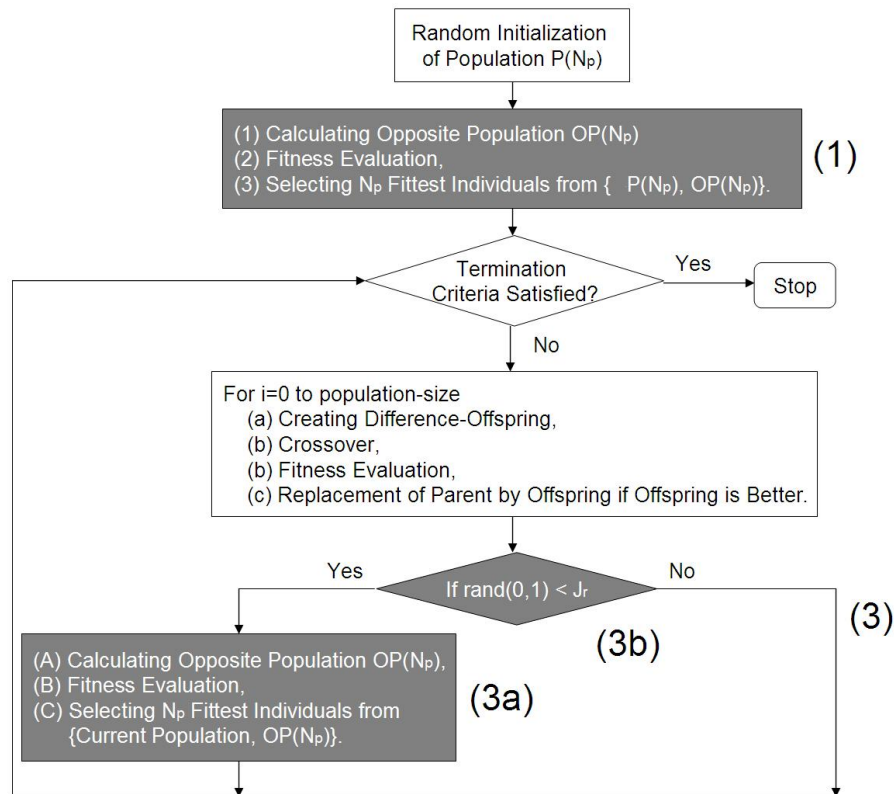 Random Initialization
of Population P(Np)
(1) Calculating Opposite Population OP(Np)
(2) Fitness Evaluation,
(3) Selecting Np Fittest Individuals from { P(Np), OP(Np)}.
(1)
Termination
Criteria Satisfied?
Yes
Stop
No
For i=0 to population-size
(a) Creating Difference-Offspring,
(b) Crossover,
(b) Fitness Evaluation,
(c) Replacement of Parent by Offspring if Offspring is Better.
Yes
If rand(0,1) < Jr
No
(3)
(3b)
(A) Calculating Opposite Population OP(Np),
(B) Fitness Evaluation,
(C) Selecting Np Fittest Individuals from
{Current Population, OP(Np)}.
(3a)